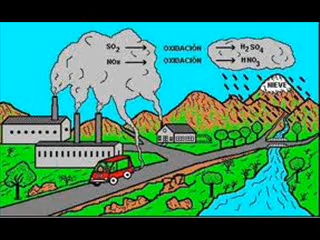 SO₂ → OXIDACIÓN → H₂SO₄
NOx → OXIDACIÓN → HNO₃
NIEVE